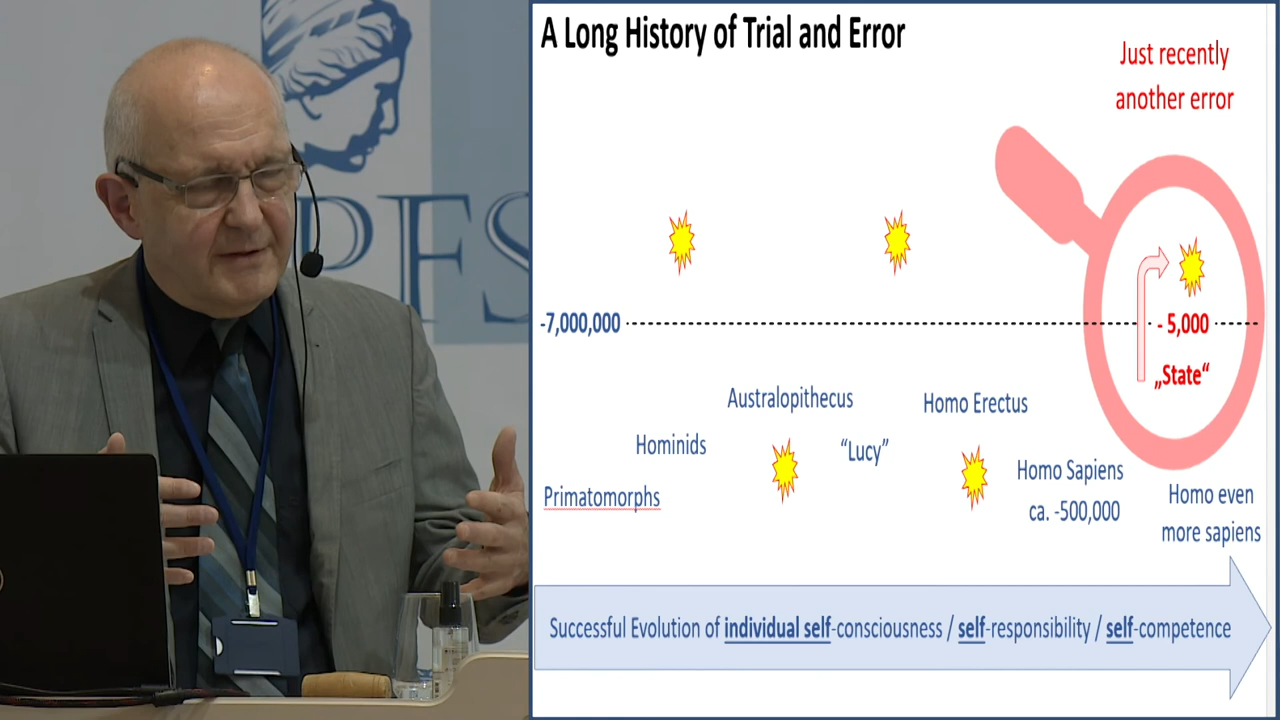 PFS
A Long History of Trial and Error
Just recently
another error
-7,000,000
- 5,000
„State“
Australopithecus
Homo Erectus
Hominids
“Lucy”
Homo Sapiens
ca. -500,000
Primatomorphs
Homo even
more sapiens
Successful Evolution of individual self-consciousness / self-responsibility / self-competence